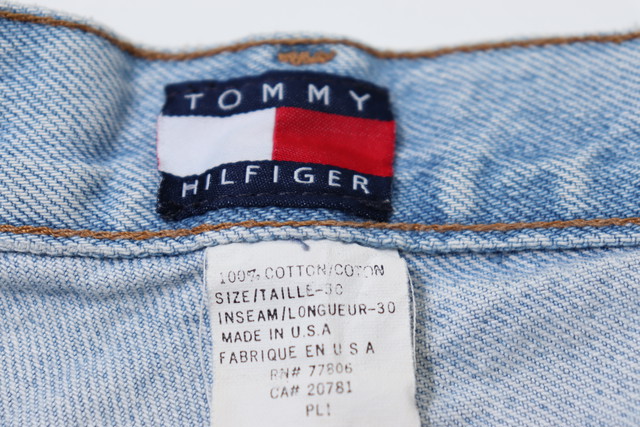 TOMMY
HILFIGER
100% COTTON/COTON
SIZE/TAILLE-30
INSEAM/LONGUEUR-30
MADE IN U.S.A
FABRIQUE EN U S A
RN# 77806
CA# 20781
PL1